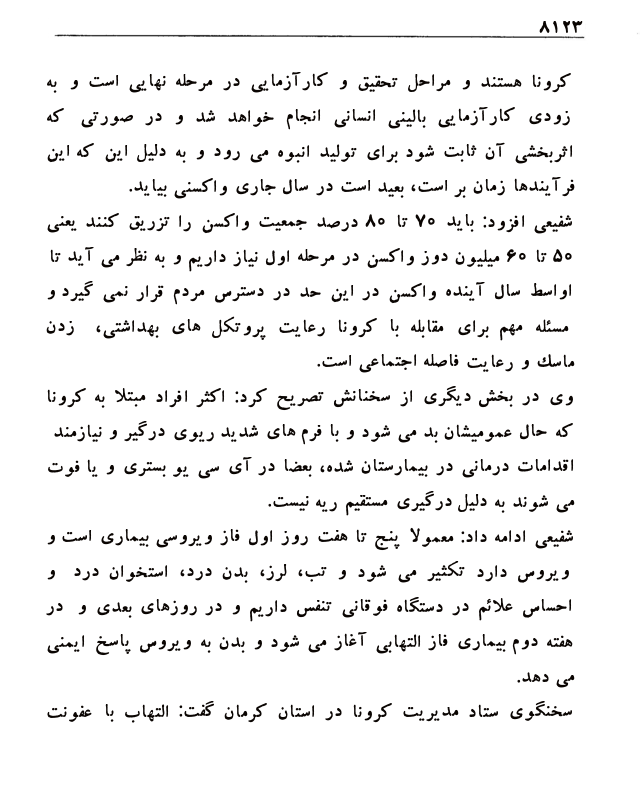 ۸۱۲۳
کرونا هستند و مراحل تحقیق و کارآزمایی در مرحله نهایی است و به
زودی کارآزمایی بالینی انسانی انجام خواهد شد و در صورتی که
اثربخشی آن ثابت شود برای تولید انبوه می رود و به دلیل این که این
فرآیندها زمان بر است، بعید است در سال جاری واکسنی بیاید.
شفیعی افزود: باید ۷۰ تا ۸۰ درصد جمعیت واکسن را تزریق کنند یعنی
۵۰ تا ۶۰ میلیون دوز واکسن در مرحله اول نیاز داریم و به نظر می آید تا
اواسط سال آینده واکسن در این حد در دسترس مردم قرار نمی گیرد و
مسئله مهم برای مقابله با کرونا رعایت پروتکل های بهداشتی، زدن
ماسك و رعایت فاصله اجتماعی است.
وی در بخش دیگری از سخنانش تصریح کرد: اکثر افراد مبتلا به کرونا
که حال عمومیشان بد می شود و با فرم های شدید ریوی درگیر و نیازمند
اقدامات درمانی در بیمارستان شده، بعضا در آی سی یو بستری و یا فوت
می شوند به دلیل درگیری مستقیم ریه نیست.
شفیعی ادامه داد: معمولا پنج تا هفت روز اول فاز ویروسی بیماری است و
ویروس دارد تکثیر می شود و تب، لرز، بدن درد، استخوان درد و
احساس علائم در دستگاه فوقانی تنفس داریم و در روزهای بعدی و در
هفته دوم بیماری فاز التهابی آغاز می شود و بدن به ویروس پاسخ ایمنی
می دهد.
سخنگوی ستاد مدیریت کرونا در استان کرمان گفت: التهاب با عفونت